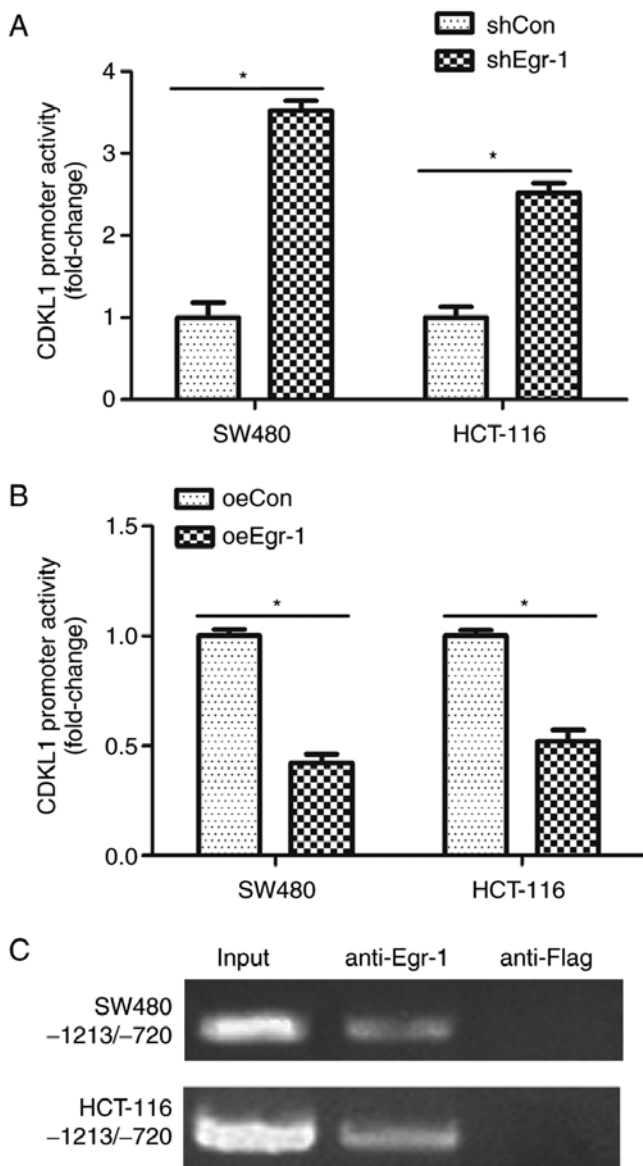 A
shCon
shEgr-1
CDKL1 promoter activity
(fold-change)
4
3
2
1
0
*
*
SW480 HCT-116
B
oeCon
oeEgr-1
CDKL1 promoter activity
(fold-change)
1.5
1.0
0.5
0.0
*
*
SW480 HCT-116
C
Input anti-Egr-1 anti-Flag
SW480
−1213/−720
HCT-116
−1213/−720